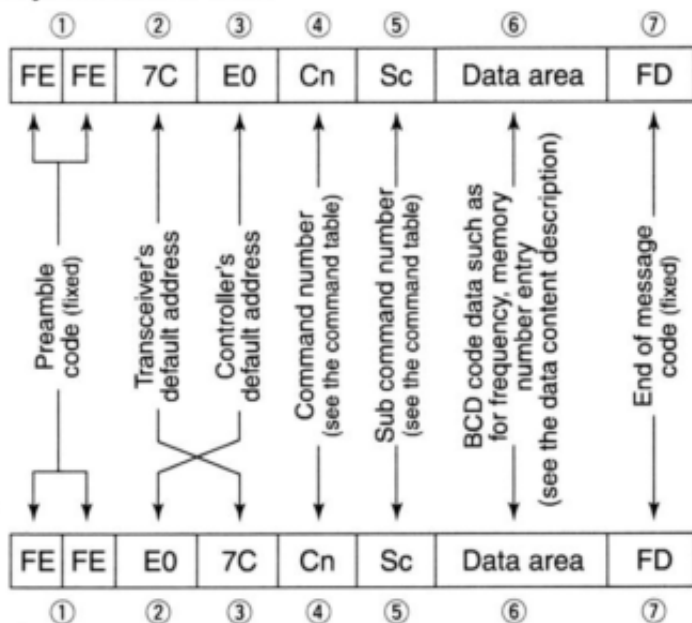 ① ② ③ ④ ⑤ ⑥ ⑦
FE FE 7C E0 Cn Sc Data area FD
Preamble
code (fixed)
Transceiver's
default address
Controller's
default address
Command number
(see the command table)
Sub command number
(see the command table)
BCD code data such as
for frequency, memory
number entry
(see the data content description)
End of message
code (fixed)
FE FE E0 7C Cn Sc Data area FD
① ② ③ ④ ⑤ ⑥ ⑦